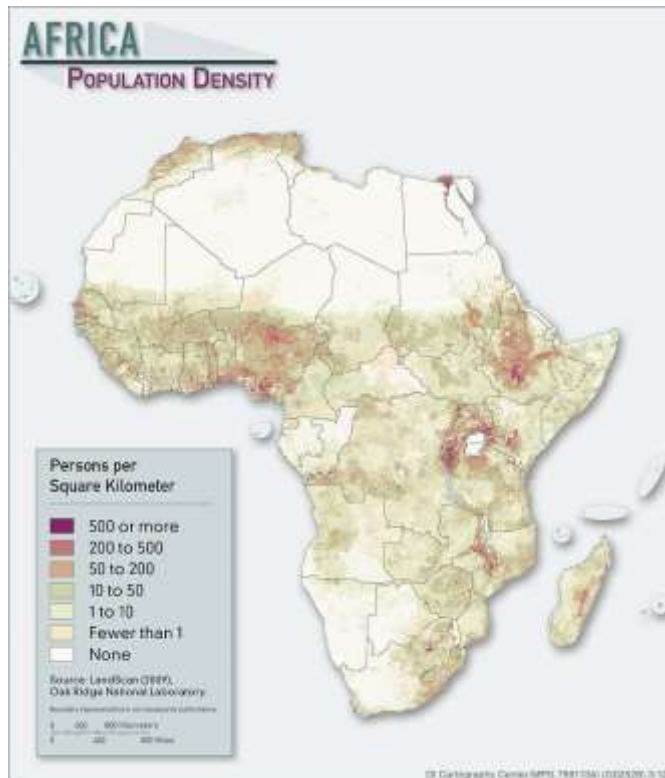 AFRICA
POPULATION DENSITY
Persons per
Square Kilometer
500 or more
200 to 500
50 to 200
10 to 50
1 to 10
Fewer than 1
None
Source: LandScan (2009),
Oak Ridge National Laboratory.